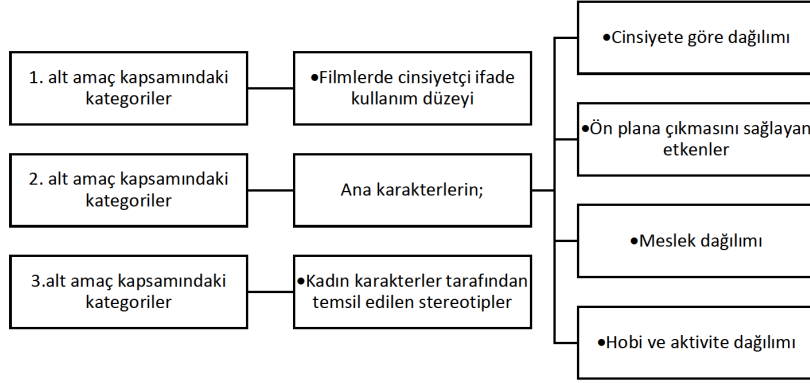 1. alt amaç kapsamındaki
kategoriler
•Filmlerde cinsiyetçi ifade
kullanım düzeyi
2. alt amaç kapsamındaki
kategoriler
Ana karakterlerin;
•Cinsiyete göre dağılımı
•Ön plana çıkmasını sağlayan
etkenler
•Meslek dağılımı
•Hobi ve aktivite dağılımı
3.alt amaç kapsamındaki
kategoriler
•Kadın karakterler tarafından
temsil edilen stereotipler